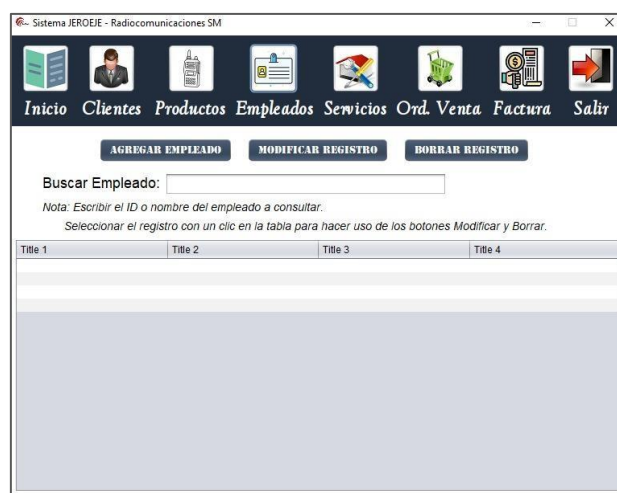 Sistema JEROEJE - Radiocomunicaciones SM
Inicio Clientes Productos Empleados Servicios Ord. Venta Factura Salir
AGREGAR EMPLEADO MODIFICAR REGISTRO BORRAR REGISTRO
Buscar Empleado:
Nota: Escribir el ID o nombre del empleado a consultar.
Seleccionar el registro con un clic en la tabla para hacer uso de los botones Modificar y Borrar.
Title 1 Title 2 Title 3 Title 4